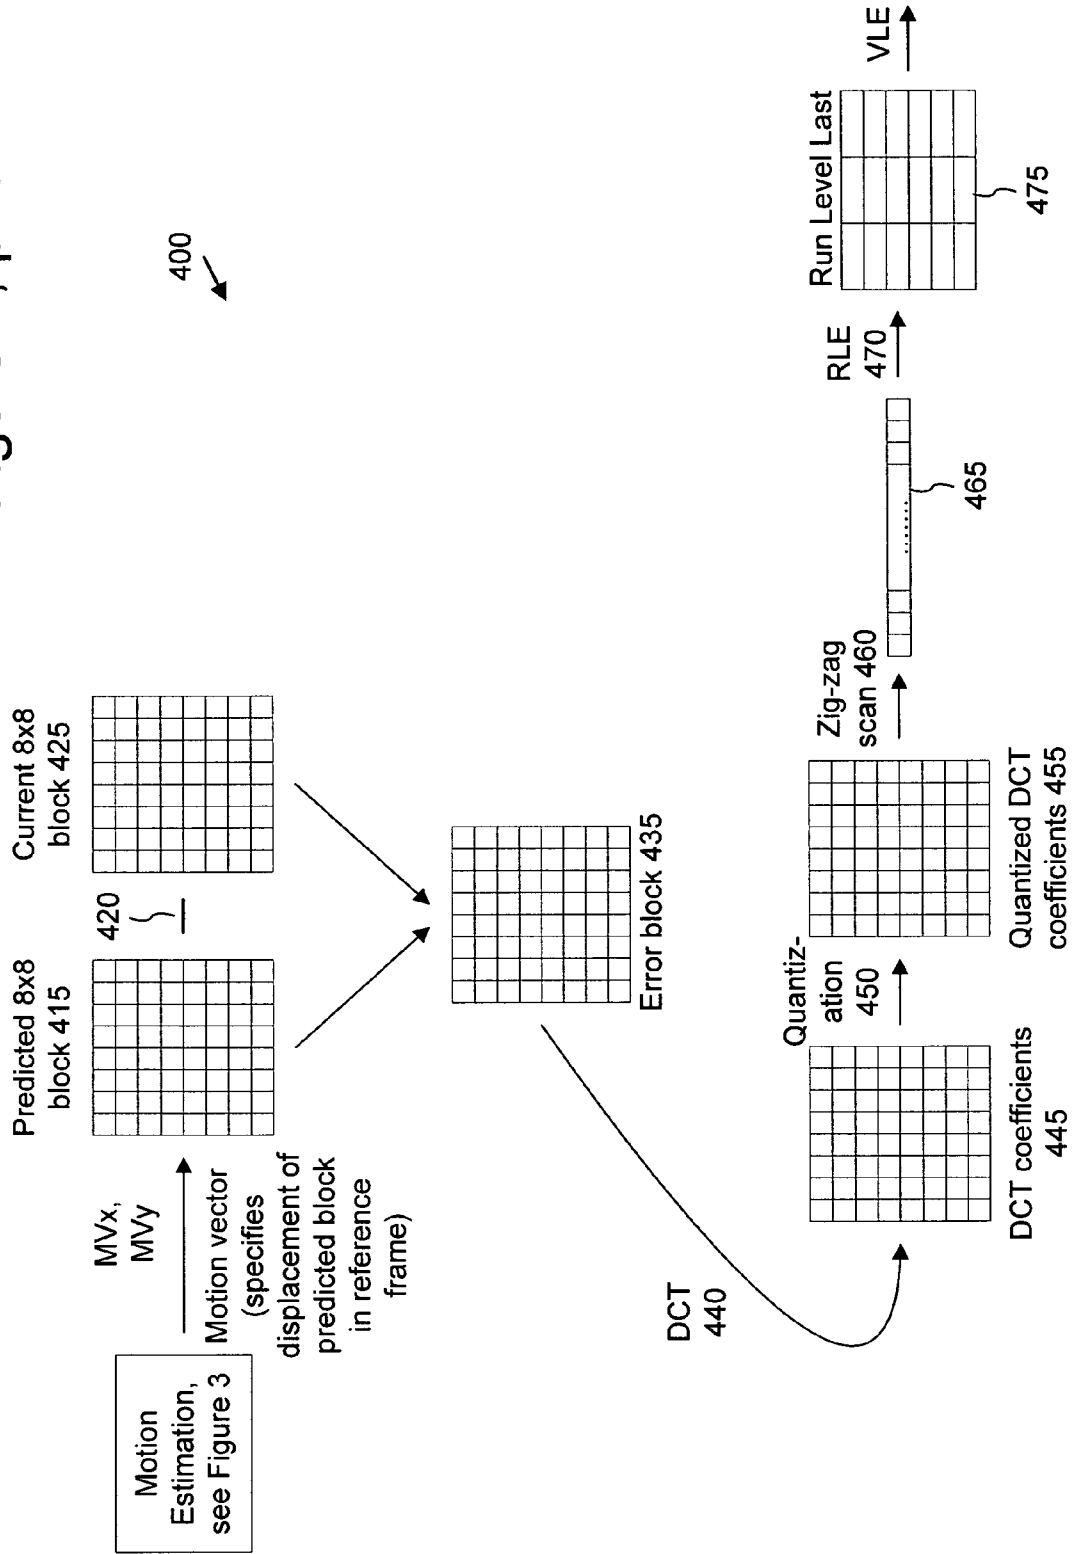 400
Motion
Estimation,
see Figure 3
MVx,
MVy
Motion vector
(specifies
displacement of
predicted block
in reference
frame)
Predicted 8x8
block 415
420
Current 8x8
block 425
Error block 435
DCT
440
DCT coefficients
445
Quantiz-
ation
450
Quantized DCT
coefficients 455
Zig-zag
scan 460
465
RLE
470
Run Level Last
475
VLE